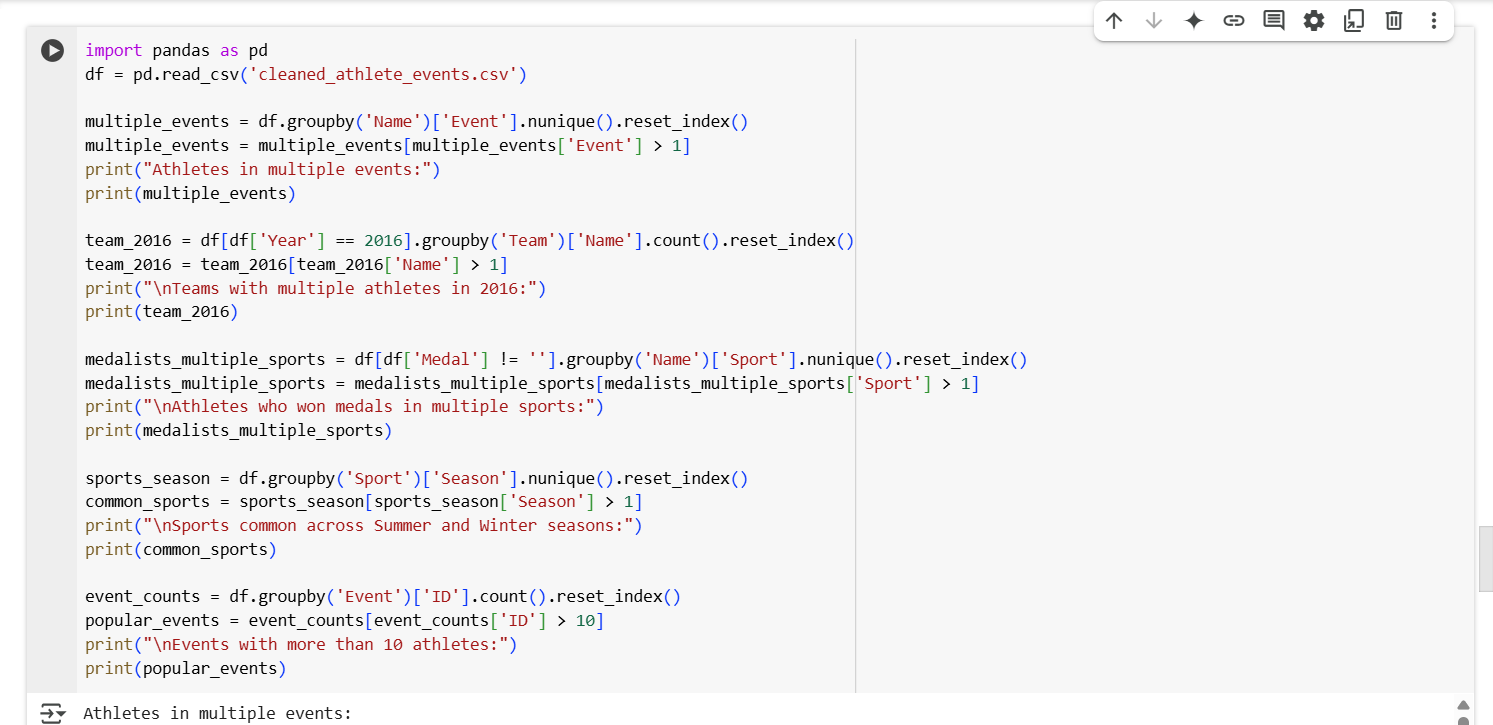 import pandas as pd
df = pd.read_csv('cleaned_athlete_events.csv')
multiple_events = df.groupby('Name')['Event'].nunique().reset_index()
multiple_events = multiple_events[multiple_events['Event'] > 1]
print("Athletes in multiple events:")
print(multiple_events)
team_2016 = df[df['Year'] == 2016].groupby('Team')['Name'].count().reset_index()
team_2016 = team_2016[team_2016['Name'] > 1]
print("\nTeams with multiple athletes in 2016:")
print(team_2016)
medalists_multiple_sports = df[df['Medal'] != ''].groupby('Name')['Sport'].nunique().reset_index()
medalists_multiple_sports = medalists_multiple_sports[medalists_multiple_sports['Sport'] > 1]
print("\nAthletes who won medals in multiple sports:")
print(medalists_multiple_sports)
sports_season = df.groupby('Sport')['Season'].nunique().reset_index()
common_sports = sports_season[sports_season['Season'] > 1]
print("\nSports common across Summer and Winter seasons:")
print(common_sports)
event_counts = df.groupby('Event')['ID'].count().reset_index()
popular_events = event_counts[event_counts['ID'] > 10]
print("\nEvents with more than 10 athletes:")
print(popular_events)
Athletes in multiple events: